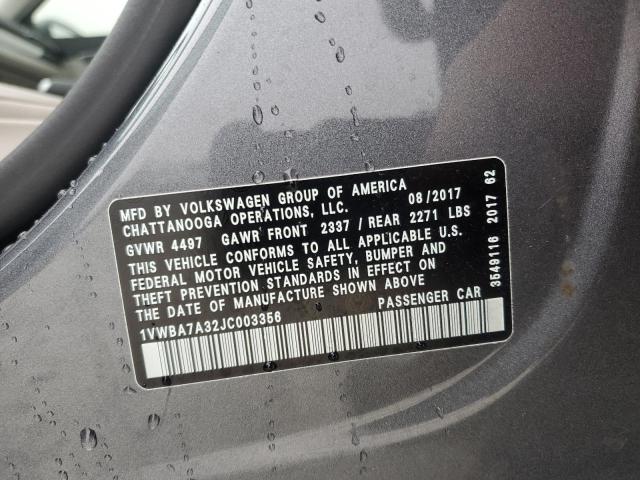 MFD BY VOLKSWAGEN GROUP OF AMERICA
CHATTANOOGA OPERATIONS, LLC. 08/2017
GVWR 4497 GAWR FRONT 2337 / REAR 2271 LBS
THIS VEHICLE CONFORMS TO ALL APPLICABLE U.S.
FEDERAL MOTOR VEHICLE SAFETY, BUMPER AND
THEFT PREVENTION STANDARDS IN EFFECT ON
THE DATE OF MANUFACTURE SHOWN ABOVE
1VWBA7A32JC003356 PASSENGER CAR
3549116 2017 62